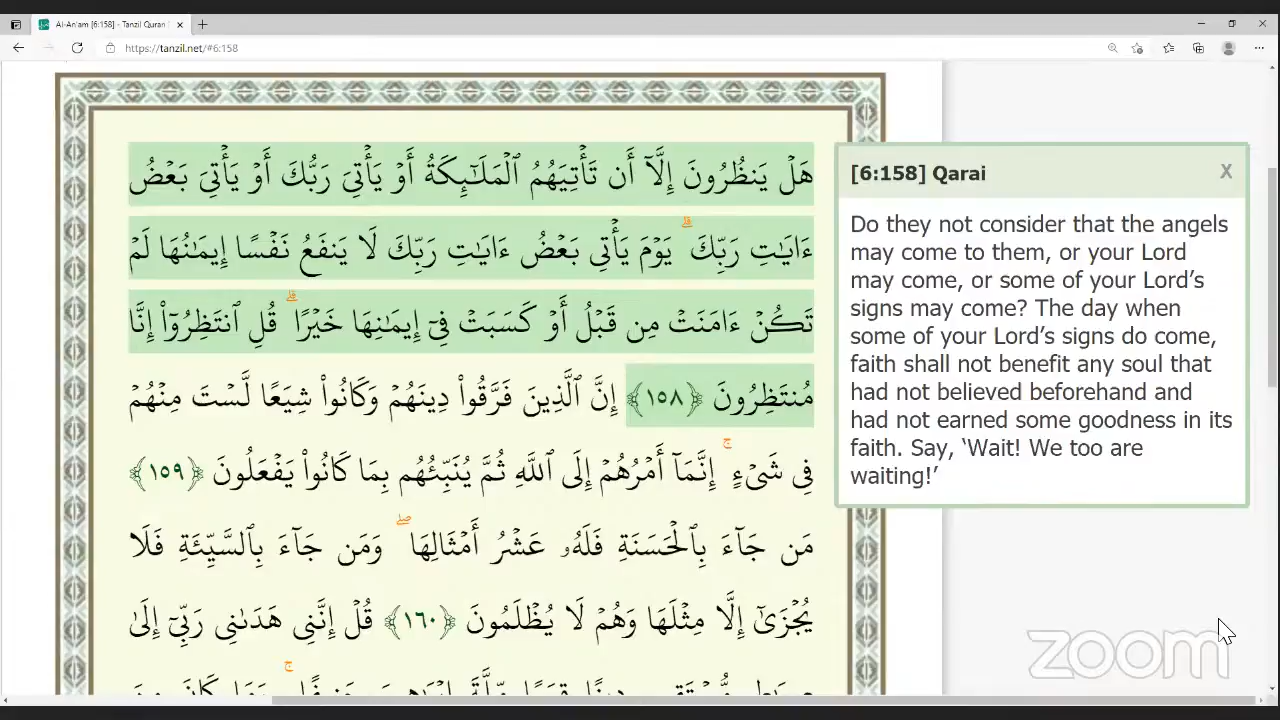 Al-An'am [6:158] - Tanzil Quran
https://tanzil.net/#6:158
هَلْ يَنظُرُونَ إِلَّآ أَن تَأْتِيَهُمُ ٱلْمَلَـٰٓئِكَةُ أَوْ يَأْتِىَ رَبُّكَ أَوْ يَأْتِىَ بَعْضُ
ءَايَـٰتِ رَبِّكَ ۗ يَوْمَ يَأْتِى بَعْضُ ءَايَـٰتِ رَبِّكَ لَا يَنفَعُ نَفْسًا إِيمَـٰنُهَا لَمْ
تَكُنْ ءَامَنَتْ مِن قَبْلُ أَوْ كَسَبَتْ فِىٓ إِيمَـٰنِهَا خَيْرًا ۗ قُلِ ٱنتَظِرُوٓا۟ إِنَّا
مُنتَظِرُونَ ﴿١٥٨﴾ إِنَّ ٱلَّذِينَ فَرَّقُوا۟ دِينَهُمْ وَكَانُوا۟ شِيَعًا لَّسْتَ مِنْهُمْ
فِى شَىْءٍ ۚ إِنَّمَآ أَمْرُهُمْ إِلَى ٱللَّهِ ثُمَّ يُنَبِّئُهُم بِمَا كَانُوا۟ يَفْعَلُونَ ﴿١٥٩﴾
مَن جَآءَ بِٱلْحَسَنَةِ فَلَهُۥ عَشْرُ أَمْثَالِهَا ۖ وَمَن جَآءَ بِٱلسَّيِّئَةِ فَلَا
يُجْزَىٰٓ إِلَّا مِثْلَهَا وَهُمْ لَا يُظْلَمُونَ ﴿١٦٠﴾ قُلْ إِنَّنِى هَدَىٰنِى رَبِّىٓ إِلَىٰ
[6:158] Qarai X
Do they not consider that the angels
may come to them, or your Lord
may come, or some of your Lord’s
signs may come? The day when
some of your Lord’s signs do come,
faith shall not benefit any soul that
had not believed beforehand and
had not earned some goodness in its
faith. Say, ‘Wait! We too are
waiting!’
zoom